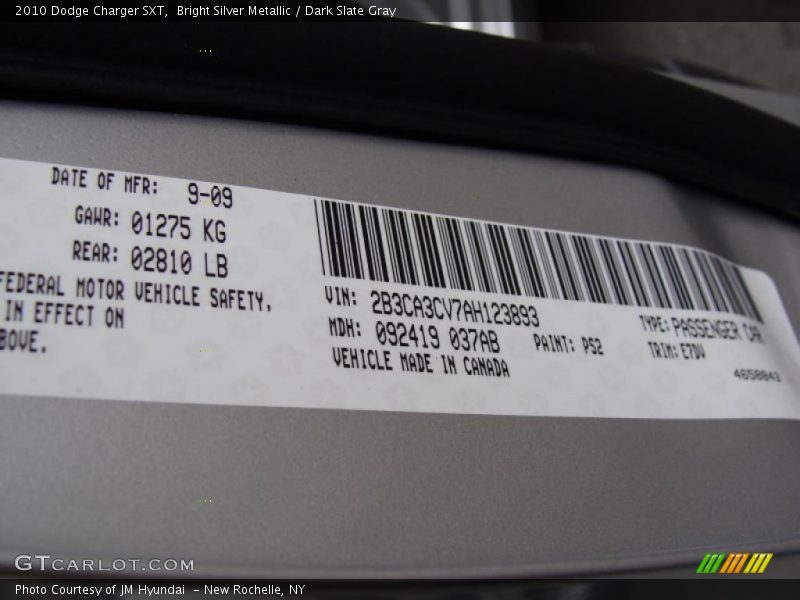 2010 Dodge Charger SXT, Bright Silver Metallic / Dark Slate Gray
DATE OF MFR: 9-09
GAWR: 01275 KG
REAR: 02810 LB
FEDERAL MOTOR VEHICLE SAFETY,
IN EFFECT ON
BOVE.
VIN: 2B3CA3CV7AH123893
MDH: 092419 037AB
PAINT: PS2
VEHICLE MADE IN CANADA
TYPE: PASSENGER CAR
TRIM: E7DV
4658043
GTCARLOT.COM
Photo Courtesy of JM Hyundai - New Rochelle, NY